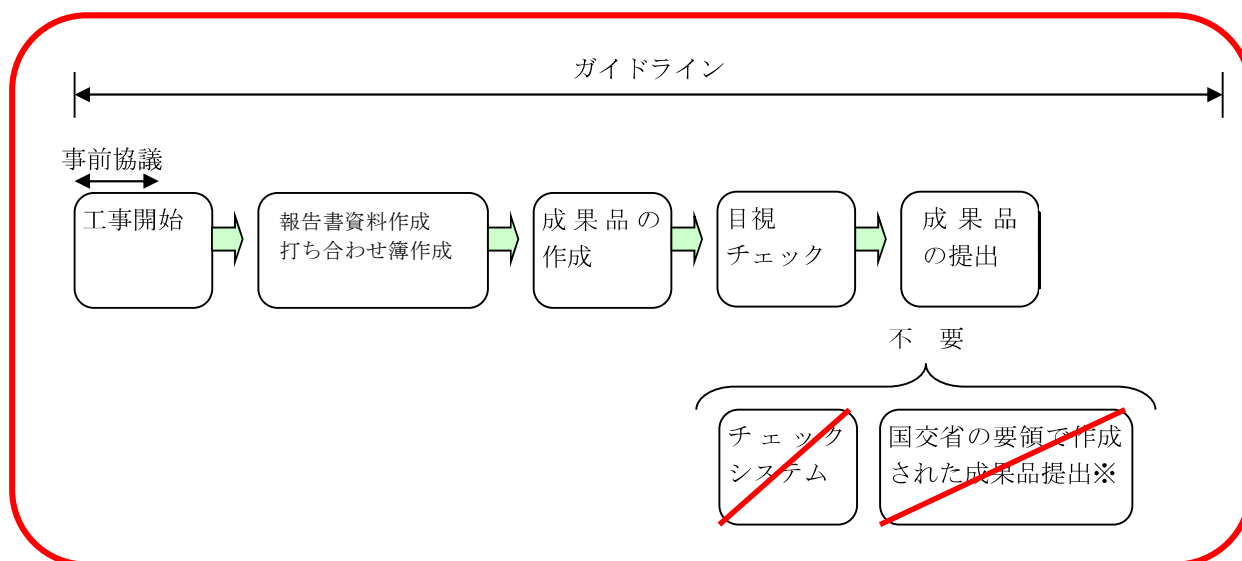 ガイドライン
事前協議
工事開始
報告書資料作成
打ち合わせ簿作成
成果品の
作成
目視
チェック
成果品
の提出
不 要
チェック
システム
国交省の要領で作成
された成果品提出※